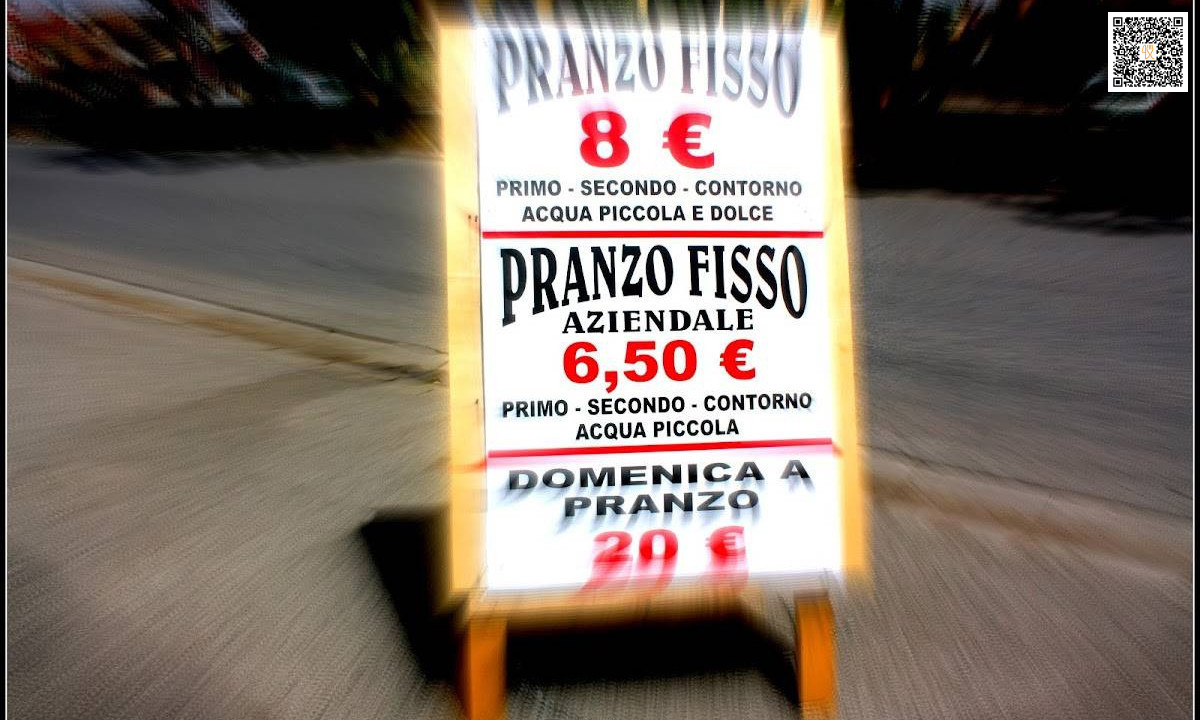 PRANZO FISSO
8 €
PRIMO - SECONDO - CONTORNO
ACQUA PICCOLA E DOLCE
PRANZO FISSO
AZIENDALE
6,50 €
PRIMO - SECONDO - CONTORNO
ACQUA PICCOLA
DOMENICA A
PRANZO
20 €